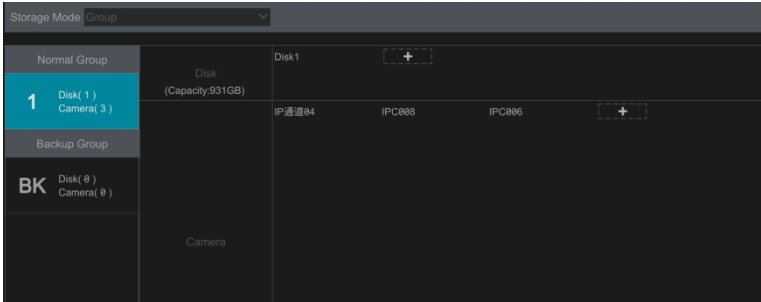 Storage Mode Group
Normal Group
1
Disk( 1 )
Camera( 3 )
Backup Group
BK
Disk( 0 )
Camera( 0 )
Disk
(Capacity:931GB)
Disk1
+
Camera
IP通道04 IPC008 IPC006 +